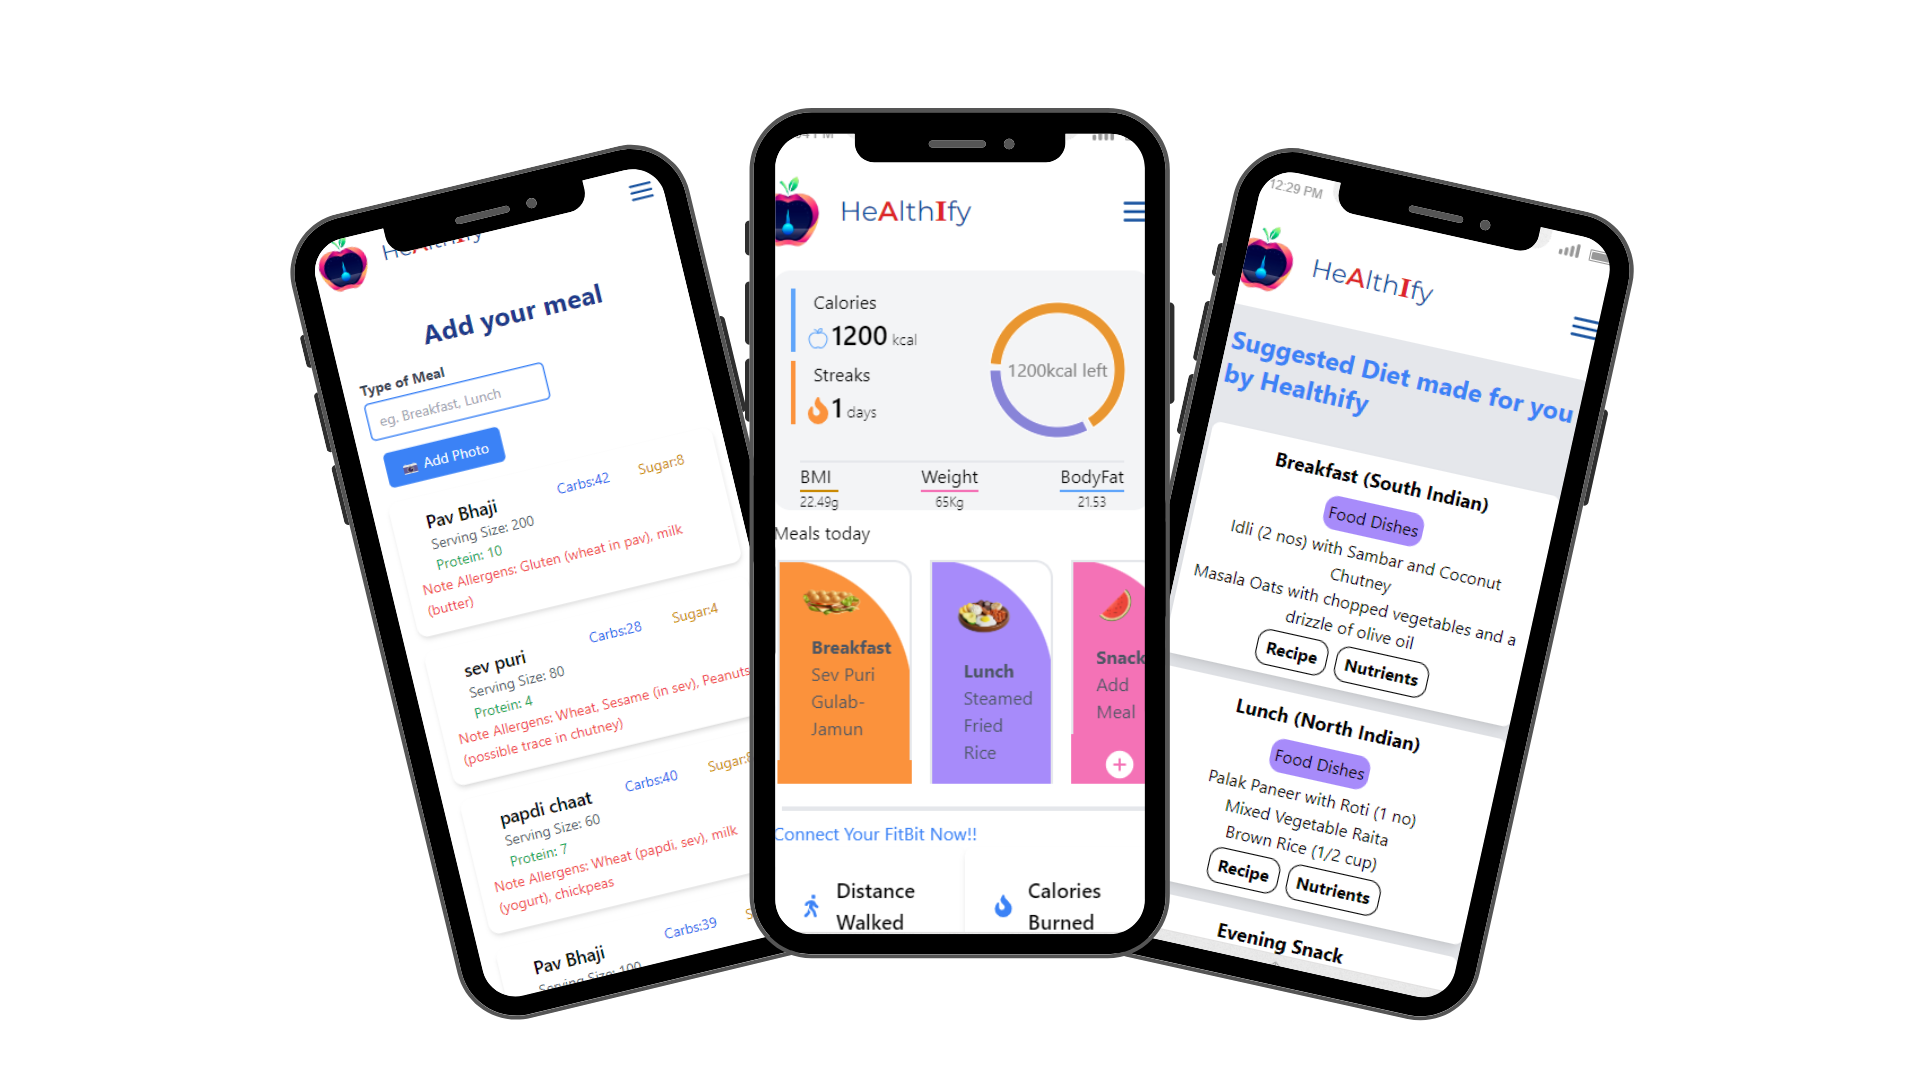 HeAlthIfy
Add your meal
Type of Meal
eg. Breakfast, Lunch
Add Photo
Carbs:42
Sugar:8
Pav Bhaji
Serving Size: 200
Protein: 10
Note Allergens: Gluten (wheat in pav), milk
(butter)
Carbs:28
Sugar:4
sev puri
Serving Size: 80
Protein: 4
Note Allergens: Wheat, Sesame (in sev), Peanuts
(possible trace in chutney)
Carbs:40
Sugar:8
papdi chaat
Serving Size: 60
Protein: 7
Note Allergens: Wheat (papdi, sev), milk
(yogurt), chickpeas
Carbs:39
Pav Bhaji
Serving Size: 100
HeAlthIfy
Calories
1200 kcal
Streaks
1 days
1200kcal left
BMI
22.49g
Weight
65Kg
BodyFat
21.53
Meals today
Breakfast
Sev Puri
Gulab-
Jamun
Lunch
Steamed
Fried
Rice
Snack
Add
Meal
Connect Your FitBit Now!!
Distance
Walked
Calories
Burned
12:29 PM
HeAlthIfy
Suggested Diet made for you
by Healthify
Breakfast (South Indian)
Food Dishes
Idli (2 nos) with Sambar and Coconut
Chutney
Masala Oats with chopped vegetables and a
drizzle of olive oil
Recipe
Nutrients
Lunch (North Indian)
Food Dishes
Palak Paneer with Roti (1 no)
Mixed Vegetable Raita
Brown Rice (1/2 cup)
Recipe
Nutrients
Evening Snack